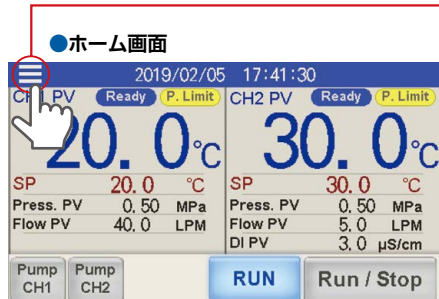 ●ホーム画面
2019/02/05 17:41:30
CH1 PV Ready P. Limit CH2 PV Ready P. Limit
20.0℃ 30.0℃
SP 20.0 ℃ SP 30.0 ℃
Press. PV 0.50 MPa Press. PV 0.50 MPa
Flow PV 40.0 LPM Flow PV 5.0 LPM
DI PV 3.0 µS/cm
Pump CH1 Pump CH2 RUN Run / Stop